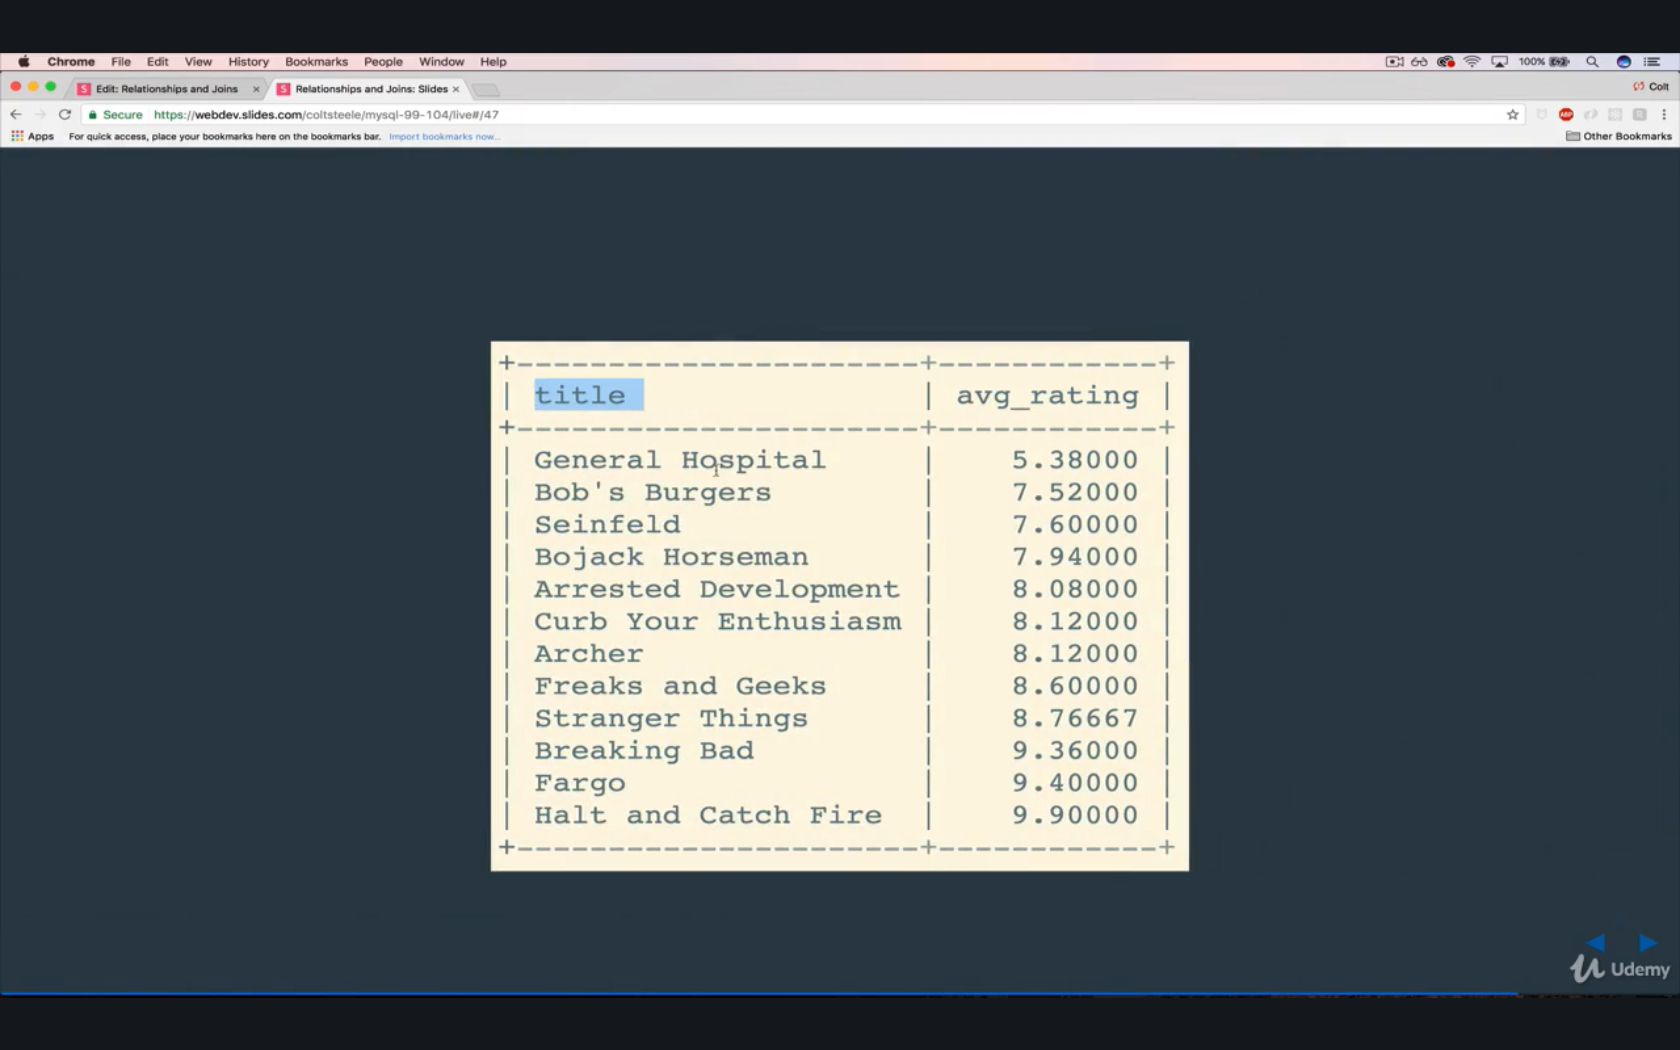 Chrome File Edit View History Bookmarks People Window Help 100%
Edit: Relationships and Joins × Relationships and Joins: Slides × Colt
Secure https://webdev.slides.com/coltsteele/mysql-99-104/live#/47 ABP
Apps For quick access, place your bookmarks here on the bookmarks bar. Import bookmarks now... Other Bookmarks
+----------------------+------------+
| title | avg_rating |
+----------------------+------------+
| General Hospital | 5.38000 |
| Bob's Burgers | 7.52000 |
| Seinfeld | 7.60000 |
| Bojack Horseman | 7.94000 |
| Arrested Development | 8.08000 |
| Curb Your Enthusiasm | 8.12000 |
| Archer | 8.12000 |
| Freaks and Geeks | 8.60000 |
| Stranger Things | 8.76667 |
| Breaking Bad | 9.36000 |
| Fargo | 9.40000 |
| Halt and Catch Fire | 9.90000 |
+----------------------+------------+
Udemy